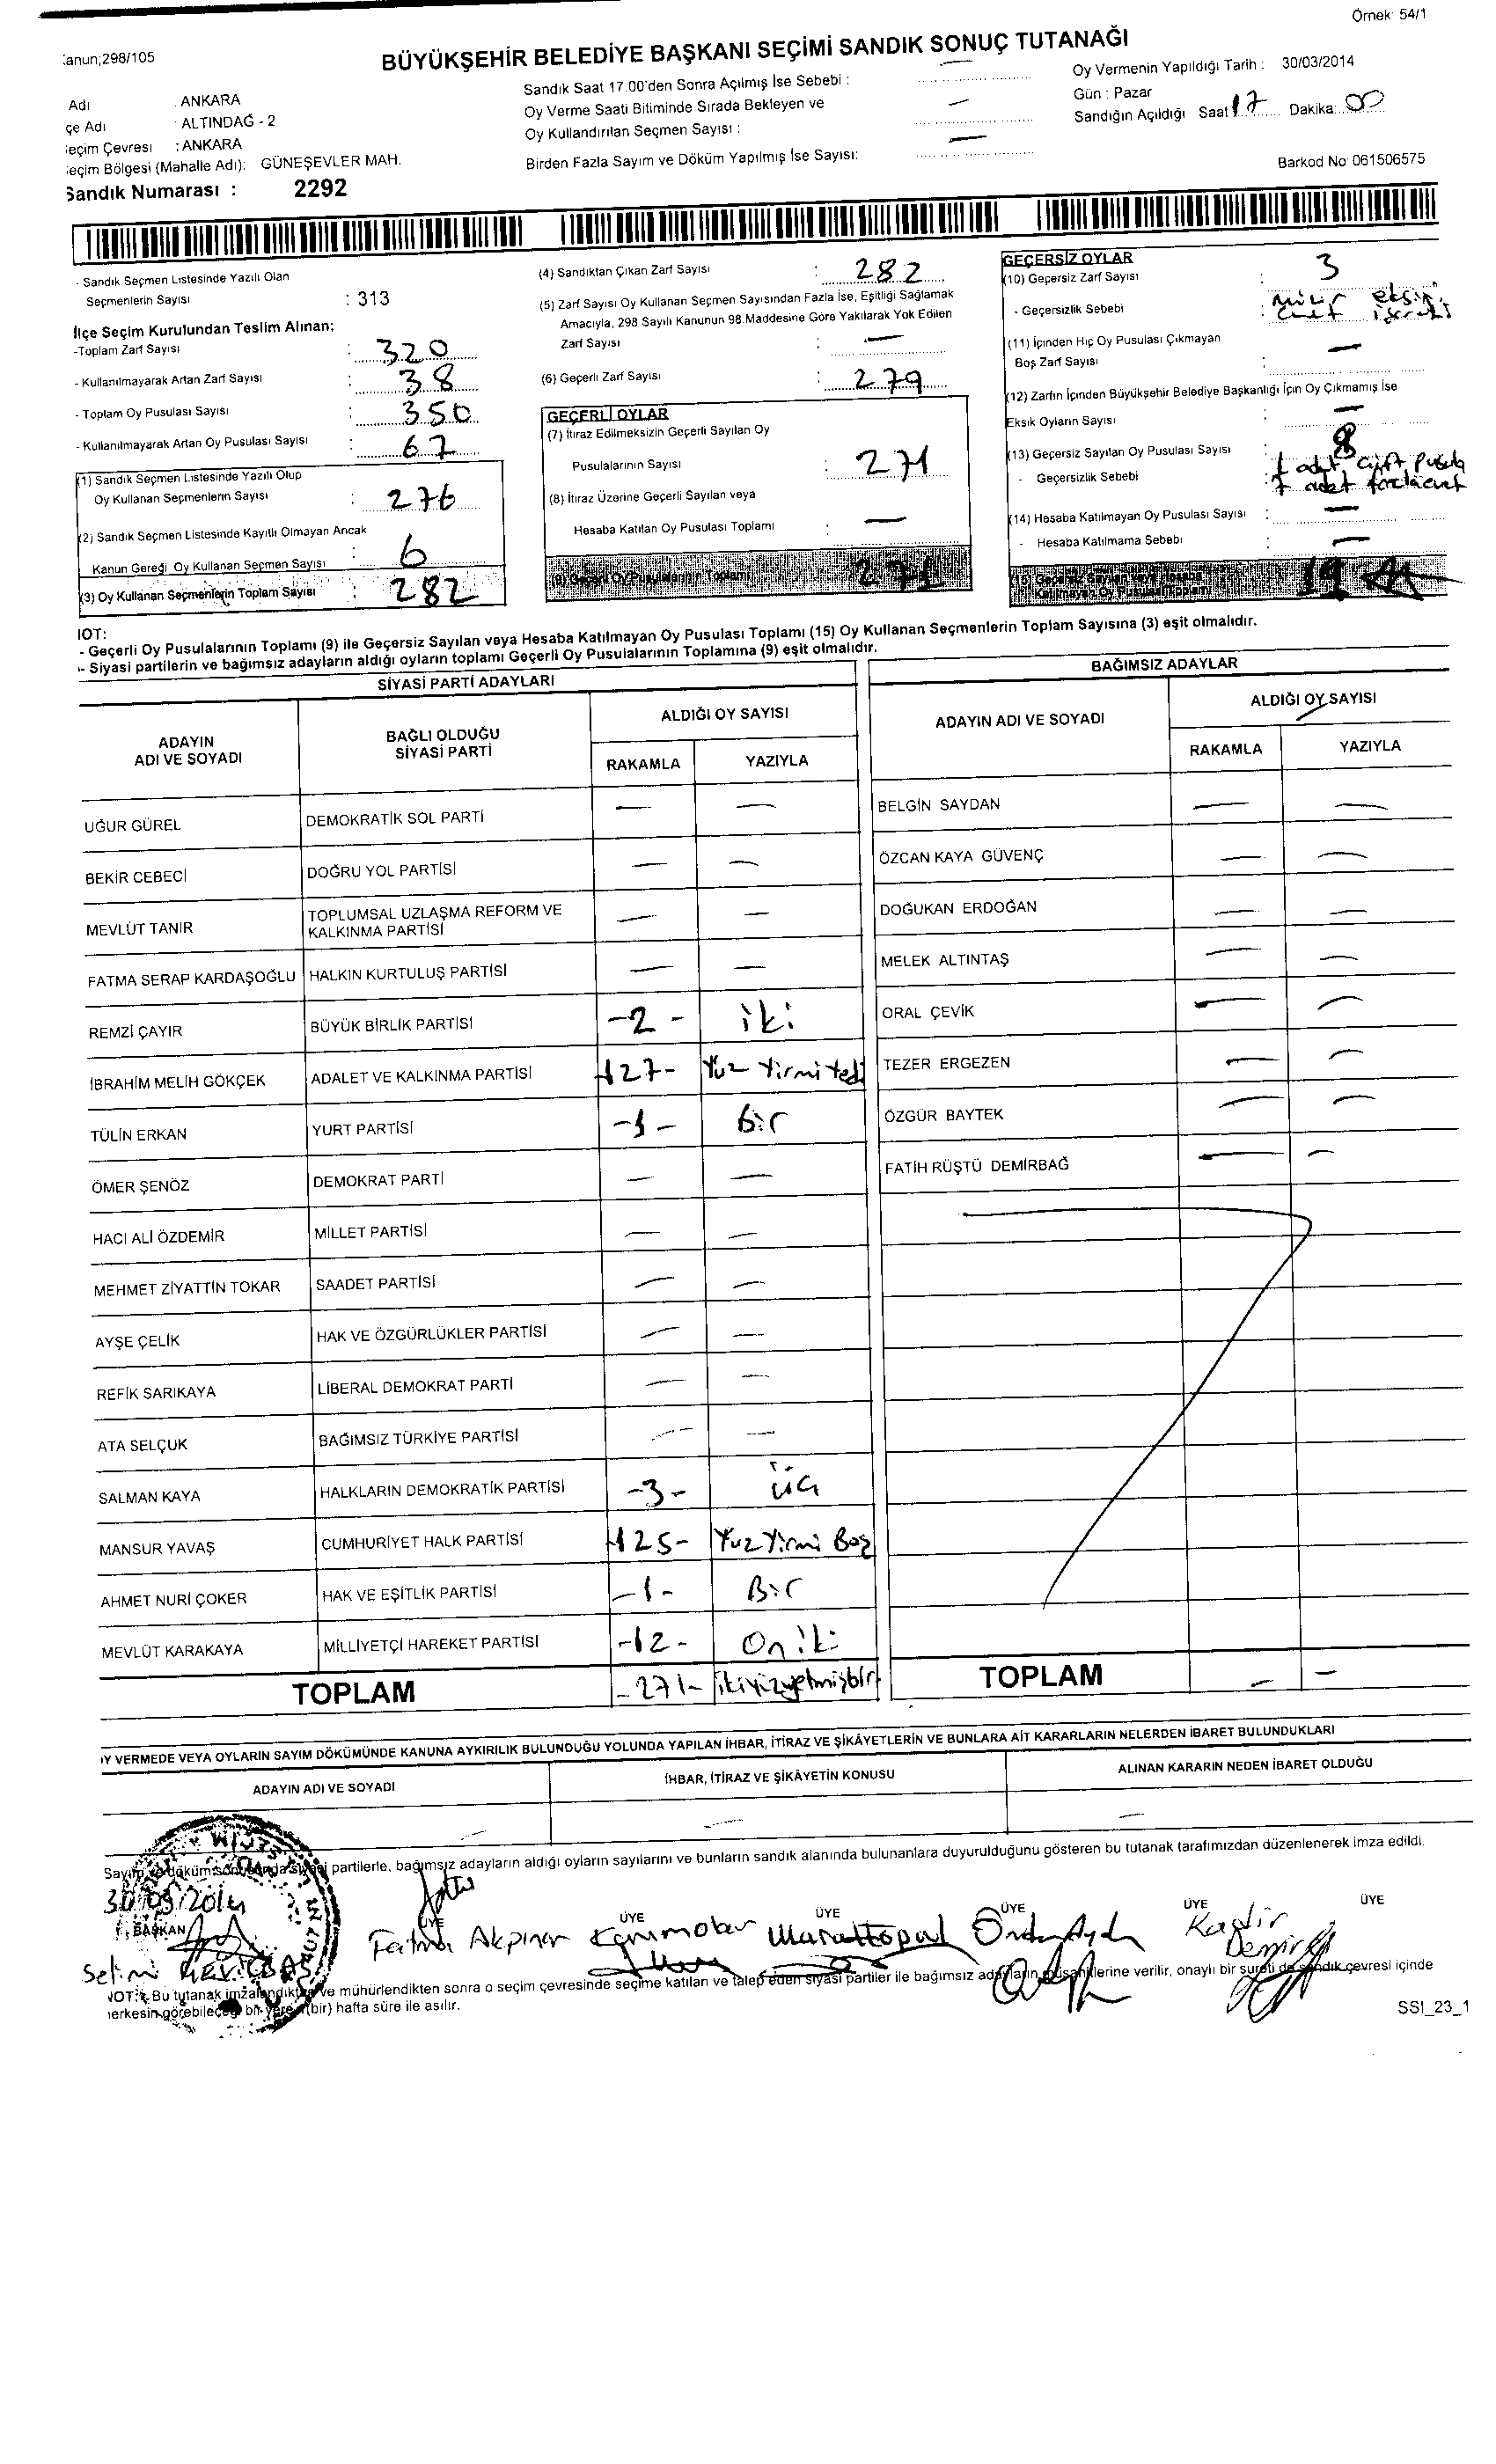 Örnek: 54/1
:anun;298/105
BÜYÜKŞEHİR BELEDİYE BAŞKANI SEÇİMİ SANDIK SONUÇ TUTANAĞI
Adı : ANKARA
çe Adı : ALTINDAĞ - 2
eçim Çevresi : ANKARA
eçim Bölgesi (Mahalle Adı): GÜNEŞEVLER MAH.
Sandık Numarası : 2292
Sandık Saat 17.00'den Sonra Açılmış İse Sebebi : —
Oy Verme Saati Bitiminde Sırada Bekleyen ve
Oy Kullandırılan Seçmen Sayısı : —
Birden Fazla Sayım ve Döküm Yapılmış İse Sayısı: —
Oy Vermenin Yapıldığı Tarih : 30/03/2014
Gün : Pazar
Sandığın Açıldığı Saat 17 Dakika: 00
Barkod No: 061506575
- Sandık Seçmen Listesinde Yazılı Olan
Seçmenlerin Sayısı : 313
İlçe Seçim Kurulundan Teslim Alınan;
-Toplam Zarf Sayısı : 320
- Kullanılmayarak Artan Zarf Sayısı : 38
- Toplam Oy Pusulası Sayısı : 350
- Kullanılmayarak Artan Oy Pusulası Sayısı : 67
(1) Sandık Seçmen Listesinde Yazılı Olup
Oy Kullanan Seçmenlerin Sayısı : 276
(2) Sandık Seçmen Listesinde Kayıtlı Olmayan Ancak
Kanun Gereği Oy Kullanan Seçmen Sayısı : 6
(3) Oy Kullanan Seçmenlerin Toplam Sayısı : 282
(4) Sandıktan Çıkan Zarf Sayısı : 282
(5) Zarf Sayısı Oy Kullanan Seçmen Sayısından Fazla İse, Eşitliği Sağlamak
Amacıyla, 298 Sayılı Kanunun 98.Maddesine Göre Yakılarak Yok Edilen
Zarf Sayısı : —
(6) Geçerli Zarf Sayısı : 279
GEÇERLİ OYLAR
(7) İtiraz Edilmeksizin Geçerli Sayılan Oy
Pusulalarının Sayısı : 271
(8) İtiraz Üzerine Geçerli Sayılan veya
Hesaba Katılan Oy Pusulası Toplamı : —
(9) Geçerli Oy Pusulalarının Toplamı 271
GEÇERSİZ OYLAR
(10) Geçersiz Zarf Sayısı : 3
- Geçersizlik Sebebi : mühür eksiği
evet işareti
(11) İçinden Hiç Oy Pusulası Çıkmayan
Boş Zarf Sayısı : —
(12) Zarfın İçinden Büyükşehir Belediye Başkanlığı İçin Oy Çıkmamış İse
Eksik Oyların Sayısı : —
(13) Geçersiz Sayılan Oy Pusulası Sayısı : 8
- Geçersizlik Sebebi : 1 adet çift pusula
7 adet fazla evet
(14) Hesaba Katılmayan Oy Pusulası Sayısı : —
- Hesaba Katılmama Sebebi : —
(15) Geçersiz Sayılan veya Hesaba
Katılmayan Oy Pusulası Toplamı
IOT:
- Geçerli Oy Pusulalarının Toplamı (9) ile Geçersiz Sayılan veya Hesaba Katılmayan Oy Pusulası Toplamı (15) Oy Kullanan Seçmenlerin Toplam Sayısına (3) eşit olmalıdır.
- Siyasi partilerin ve bağımsız adayların aldığı oyların toplamı Geçerli Oy Pusulalarının Toplamına (9) eşit olmalıdır.
SİYASİ PARTİ ADAYLARI
ADAYIN ADI VE SOYADI
BAĞLI OLDUĞU SİYASİ PARTİ
ALDIĞI OY SAYISI
RAKAMLA YAZIYLA
UĞUR GÜREL DEMOKRATİK SOL PARTİ — —
BEKİR CEBECİ DOĞRU YOL PARTİSİ — —
MEVLÜT TANIR TOPLUMSAL UZLAŞMA REFORM VE KALKINMA PARTİSİ — —
FATMA SERAP KARDAŞOĞLU HALKIN KURTULUŞ PARTİSİ — —
REMZİ ÇAYIR BÜYÜK BİRLİK PARTİSİ -2- iki
İBRAHİM MELİH GÖKÇEK ADALET VE KALKINMA PARTİSİ -127- Yüz Yirmi Yedi
TÜLİN ERKAN YURT PARTİSİ -1- Bir
ÖMER ŞENÖZ DEMOKRAT PARTİ — —
HACI ALİ ÖZDEMİR MİLLET PARTİSİ — —
MEHMET ZİYATTİN TOKAR SAADET PARTİSİ — —
AYŞE ÇELİK HAK VE ÖZGÜRLÜKLER PARTİSİ — —
REFİK SARIKAYA LİBERAL DEMOKRAT PARTİ — —
ATA SELÇUK BAĞIMSIZ TÜRKİYE PARTİSİ — —
SALMAN KAYA HALKLARIN DEMOKRATİK PARTİSİ -3- üç
MANSUR YAVAŞ CUMHURİYET HALK PARTİSİ -125- Yuz Yirmi Beş
AHMET NURİ ÇOKER HAK VE EŞİTLİK PARTİSİ -1- Bir
MEVLÜT KARAKAYA MİLLİYETÇİ HAREKET PARTİSİ -12- On iki
TOPLAM -271- ikiyüzyetmişbir
BAĞIMSIZ ADAYLAR
ADAYIN ADI VE SOYADI
ALDIĞI OY SAYISI
RAKAMLA YAZIYLA
BELGİN SAYDAN — —
ÖZCAN KAYA GÜVENÇ — —
DOĞUKAN ERDOĞAN — —
MELEK ALTINTAŞ — —
ORAL ÇEVİK — —
TEZER ERGEZEN — —
ÖZGÜR BAYTEK — —
FATİH RÜŞTÜ DEMİRBAĞ — —
TOPLAM — —
IY VERMEDE VEYA OYLARIN SAYIM DÖKÜMÜNDE KANUNA AYKIRILIK BULUNDUĞU YOLUNDA YAPILAN İHBAR, İTİRAZ VE ŞİKÂYETLERİN VE BUNLARA AİT KARARLARIN NELERDEN İBARET BULUNDUKLARI
ADAYIN ADI VE SOYADI İHBAR, İTİRAZ VE ŞİKÂYETİN KONUSU ALINAN KARARIN NEDEN İBARET OLDUĞU
— — —
Sayım ve döküm sonucunda siyasi partilerle, bağımsız adayların aldığı oyların sayılarını ve bunların sandık alanında bulunanlara duyurulduğunu gösteren bu tutanak tarafımızdan düzenlenerek imza edildi.
30/03/2014
BAŞKAN ÜYE ÜYE ÜYE ÜYE ÜYE ÜYE
Selim
Fatma Akpınar
Murat Topal
Kadir Demir
NOT: Bu tutanak imzalandıktan ve mühürlendikten sonra o seçim çevresinde seçime katılan ve talep eden siyasi partiler ile bağımsız adayların müşahitlerine verilir, onaylı bir sureti de sandık çevresi içinde
herkesin görebileceği bir yere (bir) hafta süre ile asılır.
SSI_23_1